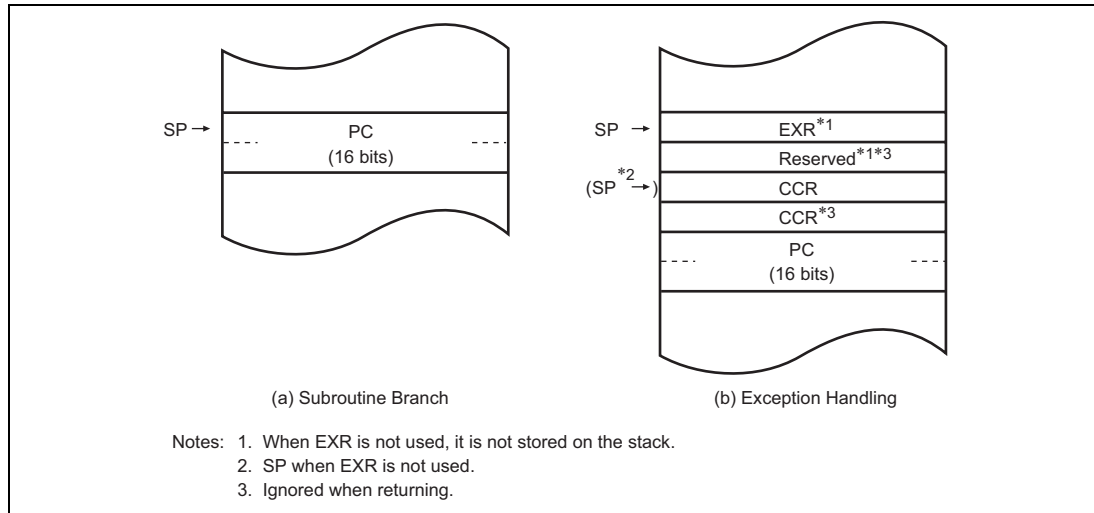 SP →
PC
(16 bits)
SP →
EXR*1
Reserved*1*3
(SP*2 →)
CCR
CCR*3
PC
(16 bits)
(a) Subroutine Branch
(b) Exception Handling
Notes: 1. When EXR is not used, it is not stored on the stack.
2. SP when EXR is not used.
3. Ignored when returning.